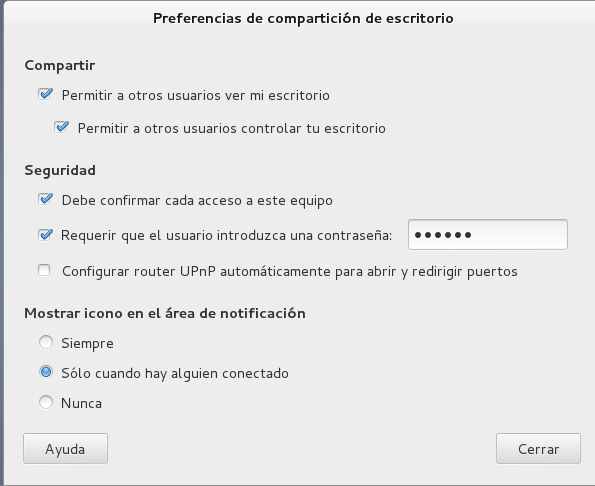 Preferencias de compartición de escritorio
Compartir
Permitir a otros usuarios ver mi escritorio
Permitir a otros usuarios controlar tu escritorio
Seguridad
Debe confirmar cada acceso a este equipo
Requerir que el usuario introduzca una contraseña: ●●●●●●
Configurar router UPnP automáticamente para abrir y redirigir puertos
Mostrar icono en el área de notificación
Siempre
Sólo cuando hay alguien conectado
Nunca
Ayuda Cerrar